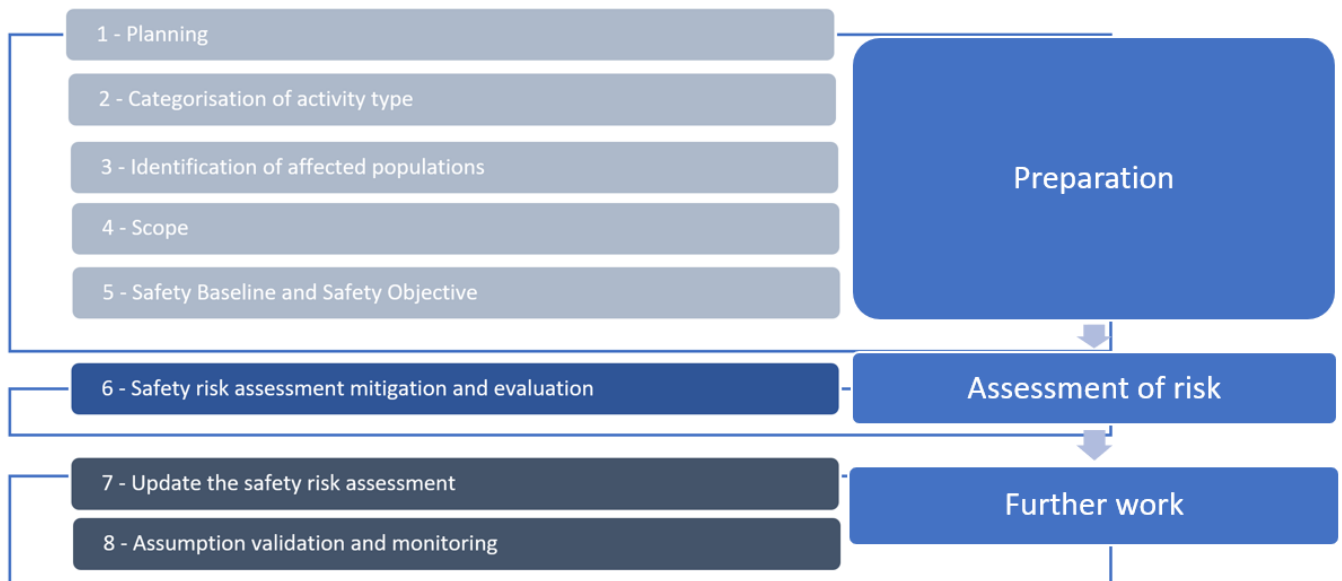 1 - Planning
2 - Categorisation of activity type
3 - Identification of affected populations
4 - Scope
5 - Safety Baseline and Safety Objective
Preparation
6 - Safety risk assessment mitigation and evaluation
Assessment of risk
7 - Update the safety risk assessment
8 - Assumption validation and monitoring
Further work